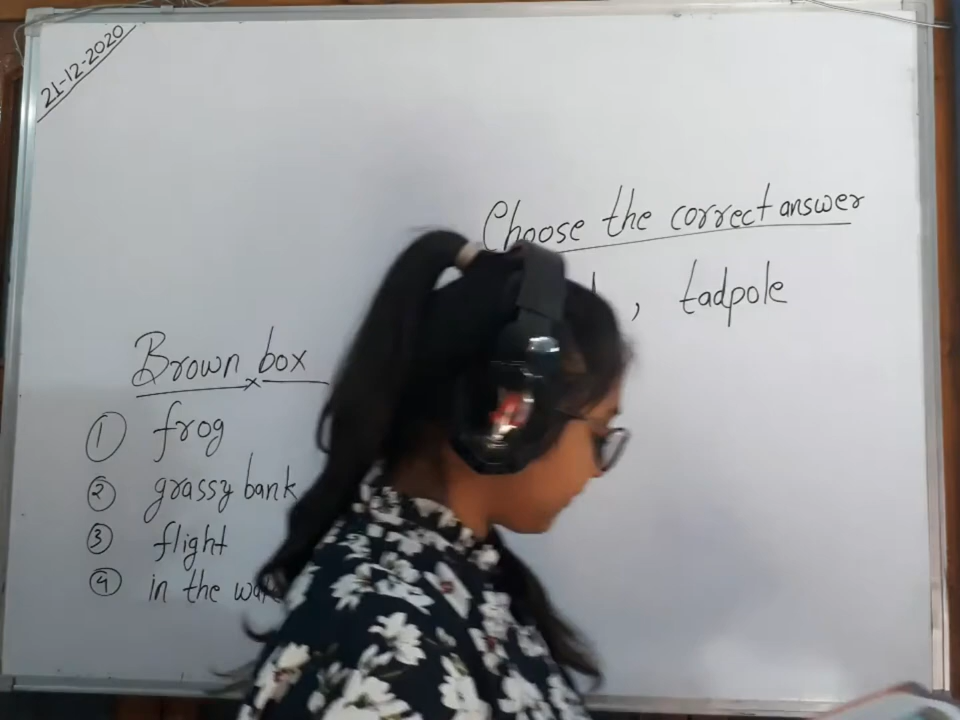 21-12-2020
Choose the correct answer
, tadpole
Brown box
① frog
② grassy bank
③ flight
④ in the